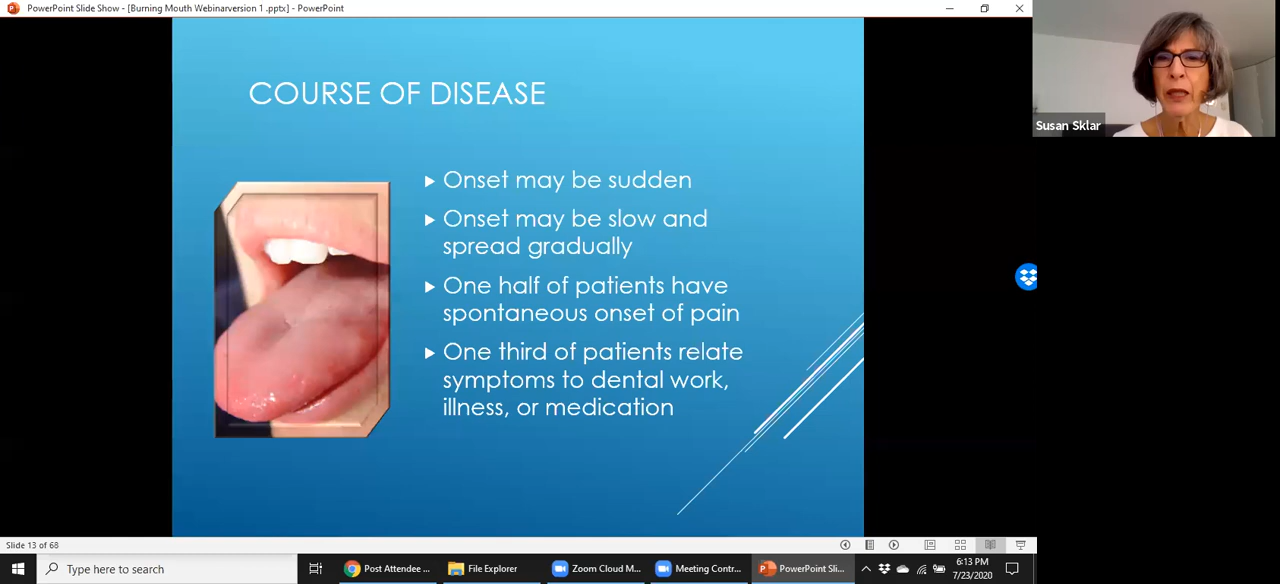 PowerPoint Slide Show - [Burning Mouth Webinarversion 1 .pptx] - PowerPoint
COURSE OF DISEASE
Onset may be sudden
Onset may be slow and
spread gradually
One half of patients have
spontaneous onset of pain
One third of patients relate
symptoms to dental work,
illness, or medication
Susan Sklar
Slide 13 of 68
Type here to search
Post Attendee ...
File Explorer
Zoom Cloud M...
Meeting Contr...
PowerPoint Sli...
6:13 PM
7/23/2020